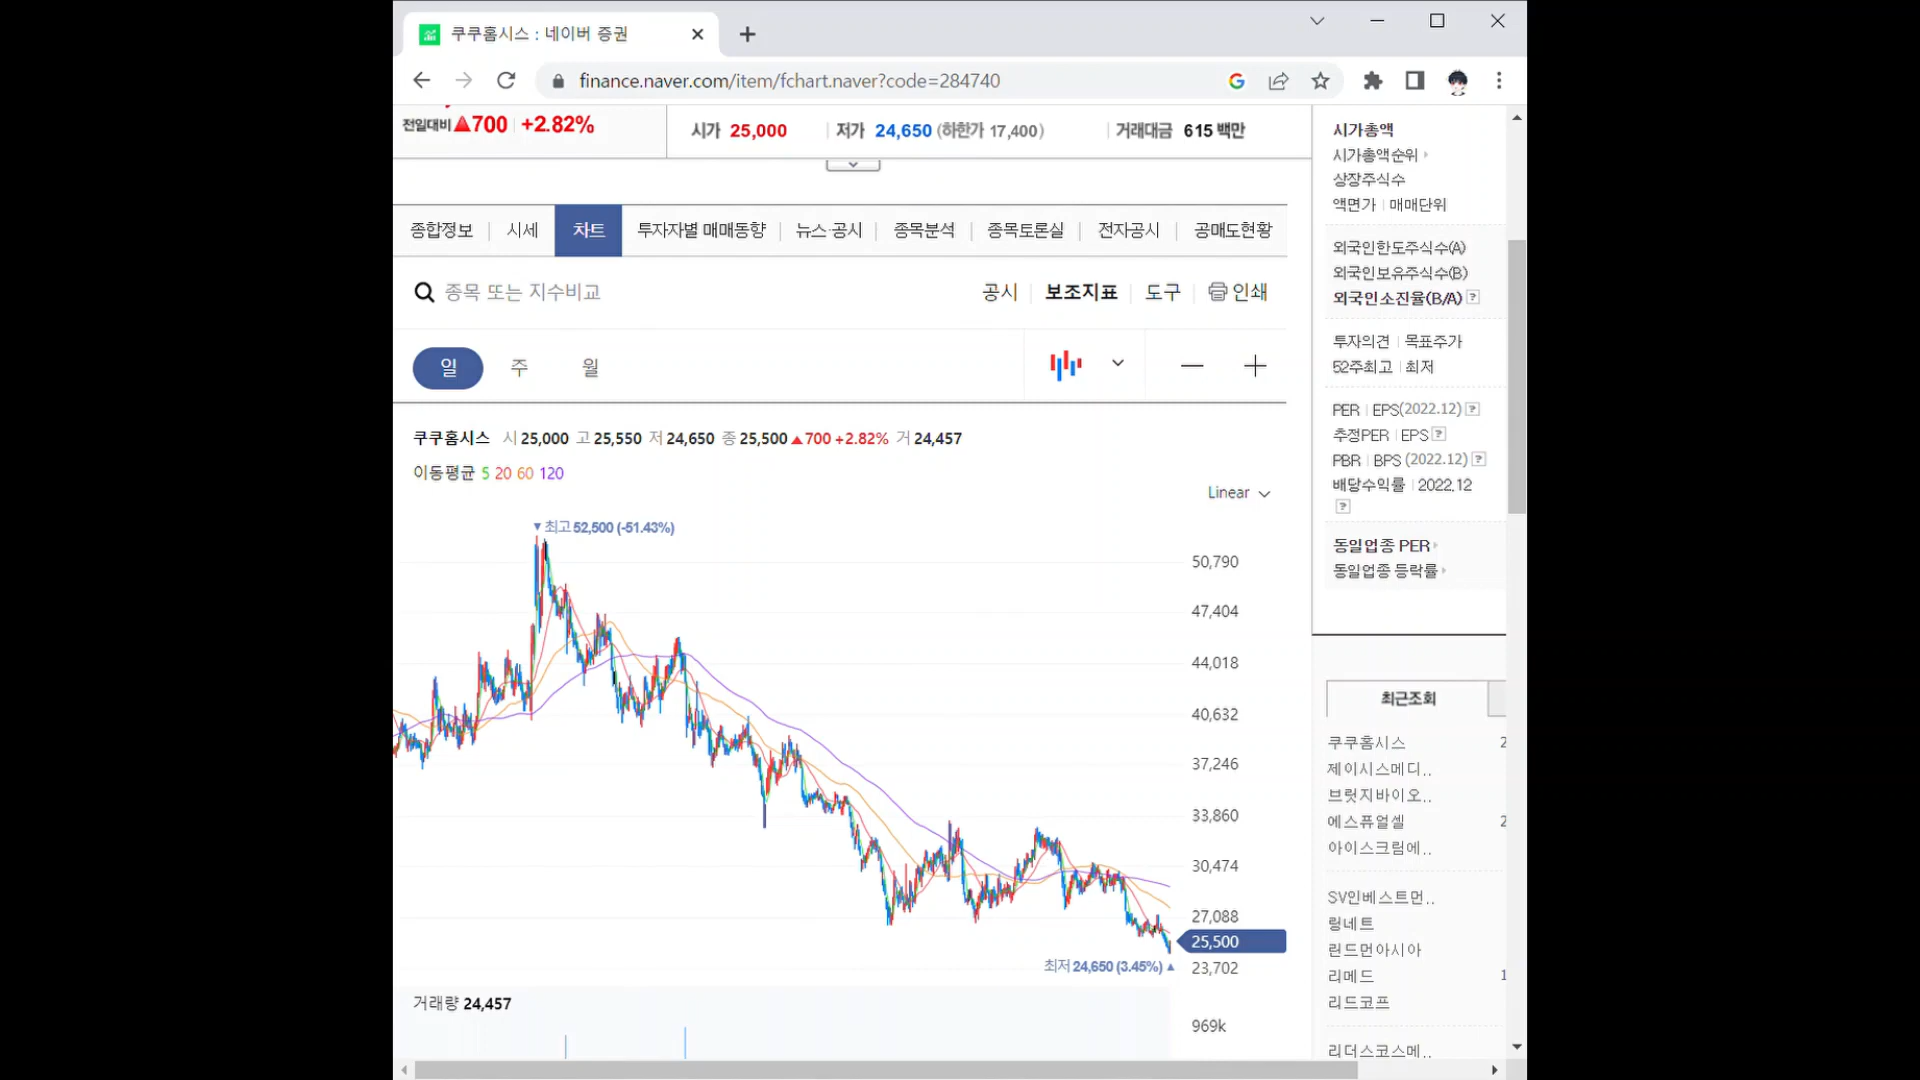 쿠쿠홈시스 : 네이버 증권
finance.naver.com/item/fchart.naver?code=284740
전일대비 ▲700 +2.82%
시가 25,000 저가 24,650 (하한가 17,400) 거래대금 615 백만
종합정보 시세 차트 투자자별 매매동향 뉴스·공시 종목분석 종목토론실 전자공시 공매도현황
종목 또는 지수비교
공시 보조지표 도구 인쇄
일 주 월
쿠쿠홈시스 시 25,000 고 25,550 저 24,650 종 25,500 ▲700 +2.82% 거 24,457
이동평균 5 20 60 120
Linear
▼최고 52,500 (-51.43%)
50,790
47,404
44,018
40,632
37,246
33,860
30,474
27,088
25,500
최저 24,650 (3.45%) ▲
23,702
거래량 24,457
969k
시가총액
시가총액순위
상장주식수
액면가 | 매매단위
외국인한도주식수(A)
외국인보유주식수(B)
외국인소진율(B/A) ?
투자의견 | 목표주가
52주최고 | 최저
PER | EPS(2022.12) ?
추정PER | EPS ?
PBR | BPS (2022.12) ?
배당수익률 | 2022.12
?
동일업종 PER
동일업종 등락률
최근조회
쿠쿠홈시스 2
제이시스메디..
브릿지바이오..
에스퓨얼셀 2
아이스크림에..
SV인베스트먼..
링네트
린드먼아시아
리메드 1
리드코프
리더스코스메..